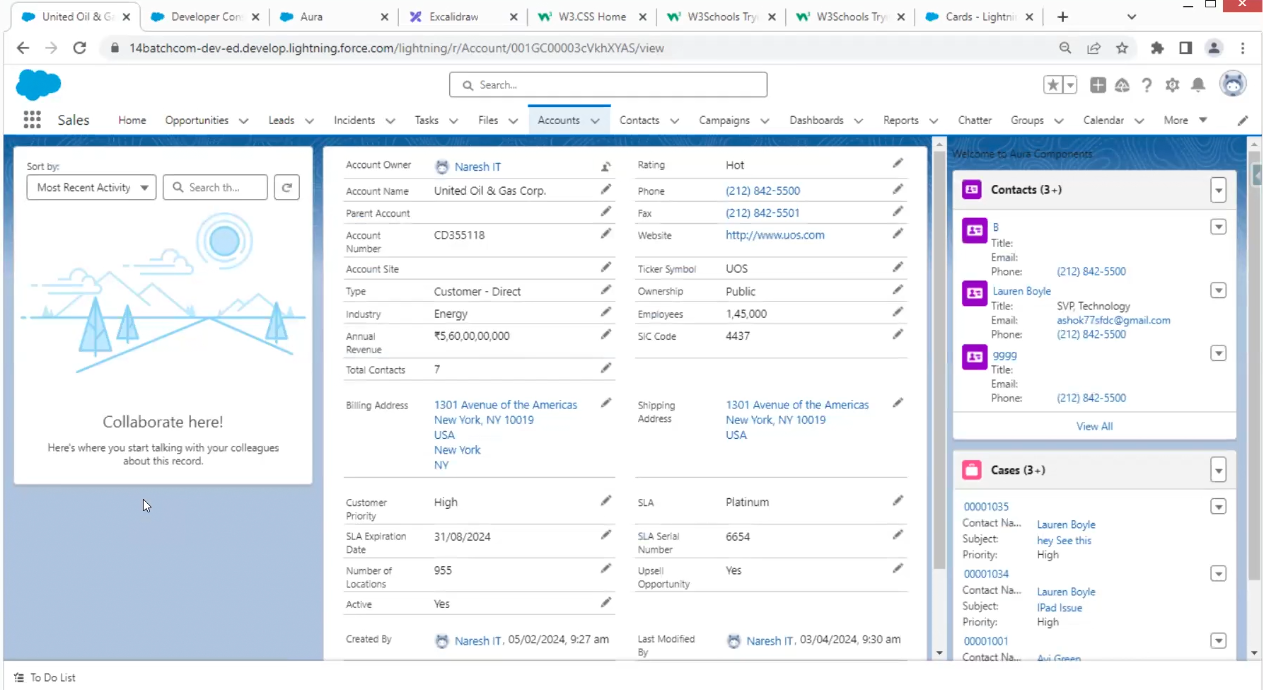 United Oil & Ga
Developer Con
Aura
Excalidraw
W3.CSS Home
W3Schools Try
W3Schools Try
Cards - Lightni
14batchcom-dev-ed.develop.lightning.force.com/lightning/r/Account/001GC00003cVkhXYAS/view
Search...
Sales
Home
Opportunities
Leads
Incidents
Tasks
Files
Accounts
Contacts
Campaigns
Dashboards
Reports
Chatter
Groups
Calendar
More
Sort by:
Most Recent Activity
Search th...
Collaborate here!
Here's where you start talking with your colleagues
about this record.
Account Owner Naresh IT
Rating Hot
Account Name United Oil & Gas Corp.
Phone (212) 842-5500
Parent Account
Fax (212) 842-5501
Account
Number
CD355118
Website http://www.uos.com
Account Site
Ticker Symbol UOS
Type Customer - Direct
Ownership Public
Industry Energy
Employees 1,45,000
Annual
Revenue
₹5,60,00,00,000
SIC Code 4437
Total Contacts 7
Billing Address
1301 Avenue of the Americas
New York, NY 10019
USA
New York
NY
Shipping
Address
1301 Avenue of the Americas
New York, NY 10019
USA
Customer
Priority
High
SLA Platinum
SLA Expiration
Date
31/08/2024
SLA Serial
Number
6654
Number of
Locations
955
Upsell
Opportunity
Yes
Active Yes
Created By Naresh IT, 05/02/2024, 9:27 am
Last Modified
By
Naresh IT, 03/04/2024, 9:30 am
Welcome to Aura Components
Contacts (3+)
B
Title:
Email:
Phone: (212) 842-5500
Lauren Boyle
Title: SVP, Technology
Email: ashok77sfdc@gmail.com
Phone: (212) 842-5500
9999
Title:
Email:
Phone: (212) 842-5500
View All
Cases (3+)
00001035
Contact Na... Lauren Boyle
Subject: hey See this
Priority: High
00001034
Contact Na... Lauren Boyle
Subject: IPad Issue
Priority: High
00001001
Contact Na... Avi Green
To Do List